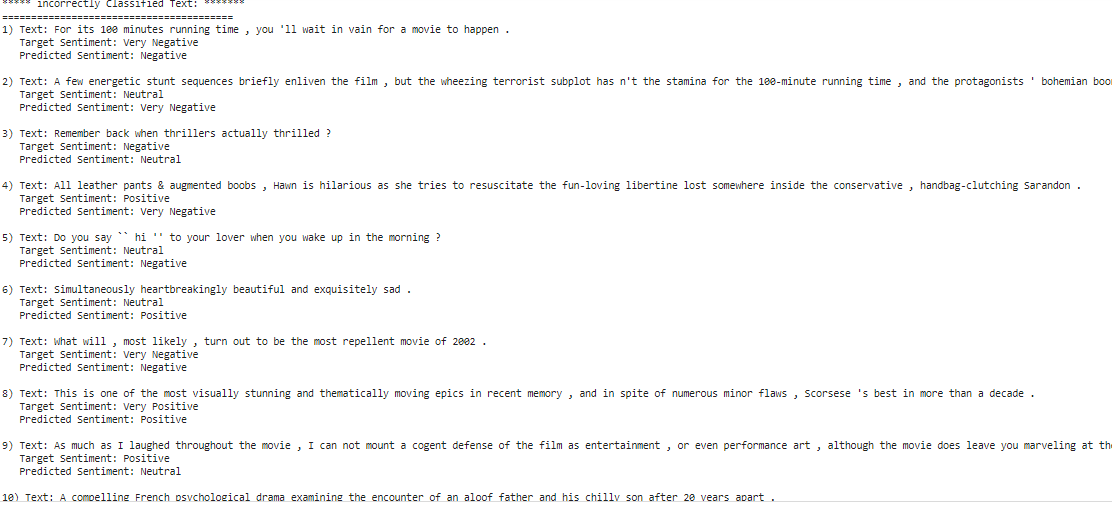 ***** incorrectly Classified Text: *******
========================================
1) Text: For its 100 minutes running time , you 'll wait in vain for a movie to happen .
Target Sentiment: Very Negative
Predicted Sentiment: Negative
2) Text: A few energetic stunt sequences briefly enliven the film , but the wheezing terrorist subplot has n't the stamina for the 100-minute running time , and the protagonists ' bohemian boo
Target Sentiment: Neutral
Predicted Sentiment: Very Negative
3) Text: Remember back when thrillers actually thrilled ?
Target Sentiment: Negative
Predicted Sentiment: Neutral
4) Text: All leather pants & augmented boobs , Hawn is hilarious as she tries to resuscitate the fun-loving libertine lost somewhere inside the conservative , handbag-clutching Sarandon .
Target Sentiment: Positive
Predicted Sentiment: Very Negative
5) Text: Do you say `` hi '' to your lover when you wake up in the morning ?
Target Sentiment: Neutral
Predicted Sentiment: Negative
6) Text: Simultaneously heartbreakingly beautiful and exquisitely sad .
Target Sentiment: Neutral
Predicted Sentiment: Positive
7) Text: What will , most likely , turn out to be the most repellent movie of 2002 .
Target Sentiment: Very Negative
Predicted Sentiment: Negative
8) Text: This is one of the most visually stunning and thematically moving epics in recent memory , and in spite of numerous minor flaws , Scorsese 's best in more than a decade .
Target Sentiment: Very Positive
Predicted Sentiment: Positive
9) Text: As much as I laughed throughout the movie , I can not mount a cogent defense of the film as entertainment , or even performance art , although the movie does leave you marveling at th
Target Sentiment: Positive
Predicted Sentiment: Neutral
10) Text: A compelling French psychological drama examining the encounter of an aloof father and his chilly son after 20 years apart .